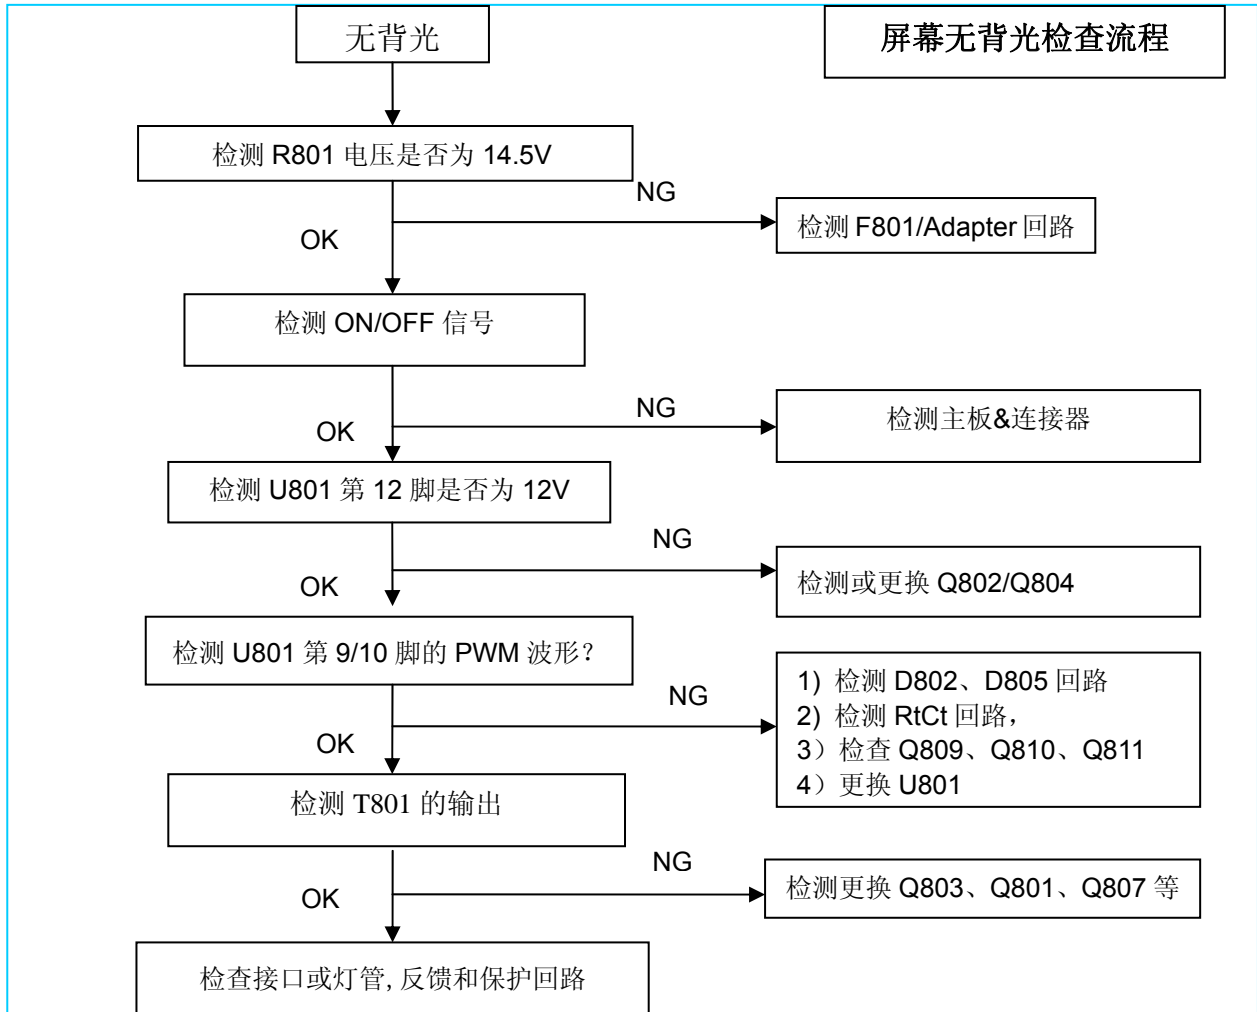 无背光
屏幕无背光检查流程
检测 R801 电压是否为 14.5V
NG
检测 F801/Adapter 回路
OK
检测 ON/OFF 信号
NG
检测主板&连接器
OK
检测 U801 第 12 脚是否为 12V
NG
检测或更换 Q802/Q804
OK
检测 U801 第 9/10 脚的 PWM 波形?
NG
1) 检测 D802、D805 回路
2) 检测 RtCt 回路，
3）检查 Q809、Q810、Q811
4）更换 U801
OK
检测 T801 的输出
NG
检测更换 Q803、Q801、Q807 等
OK
检查接口或灯管, 反馈和保护回路